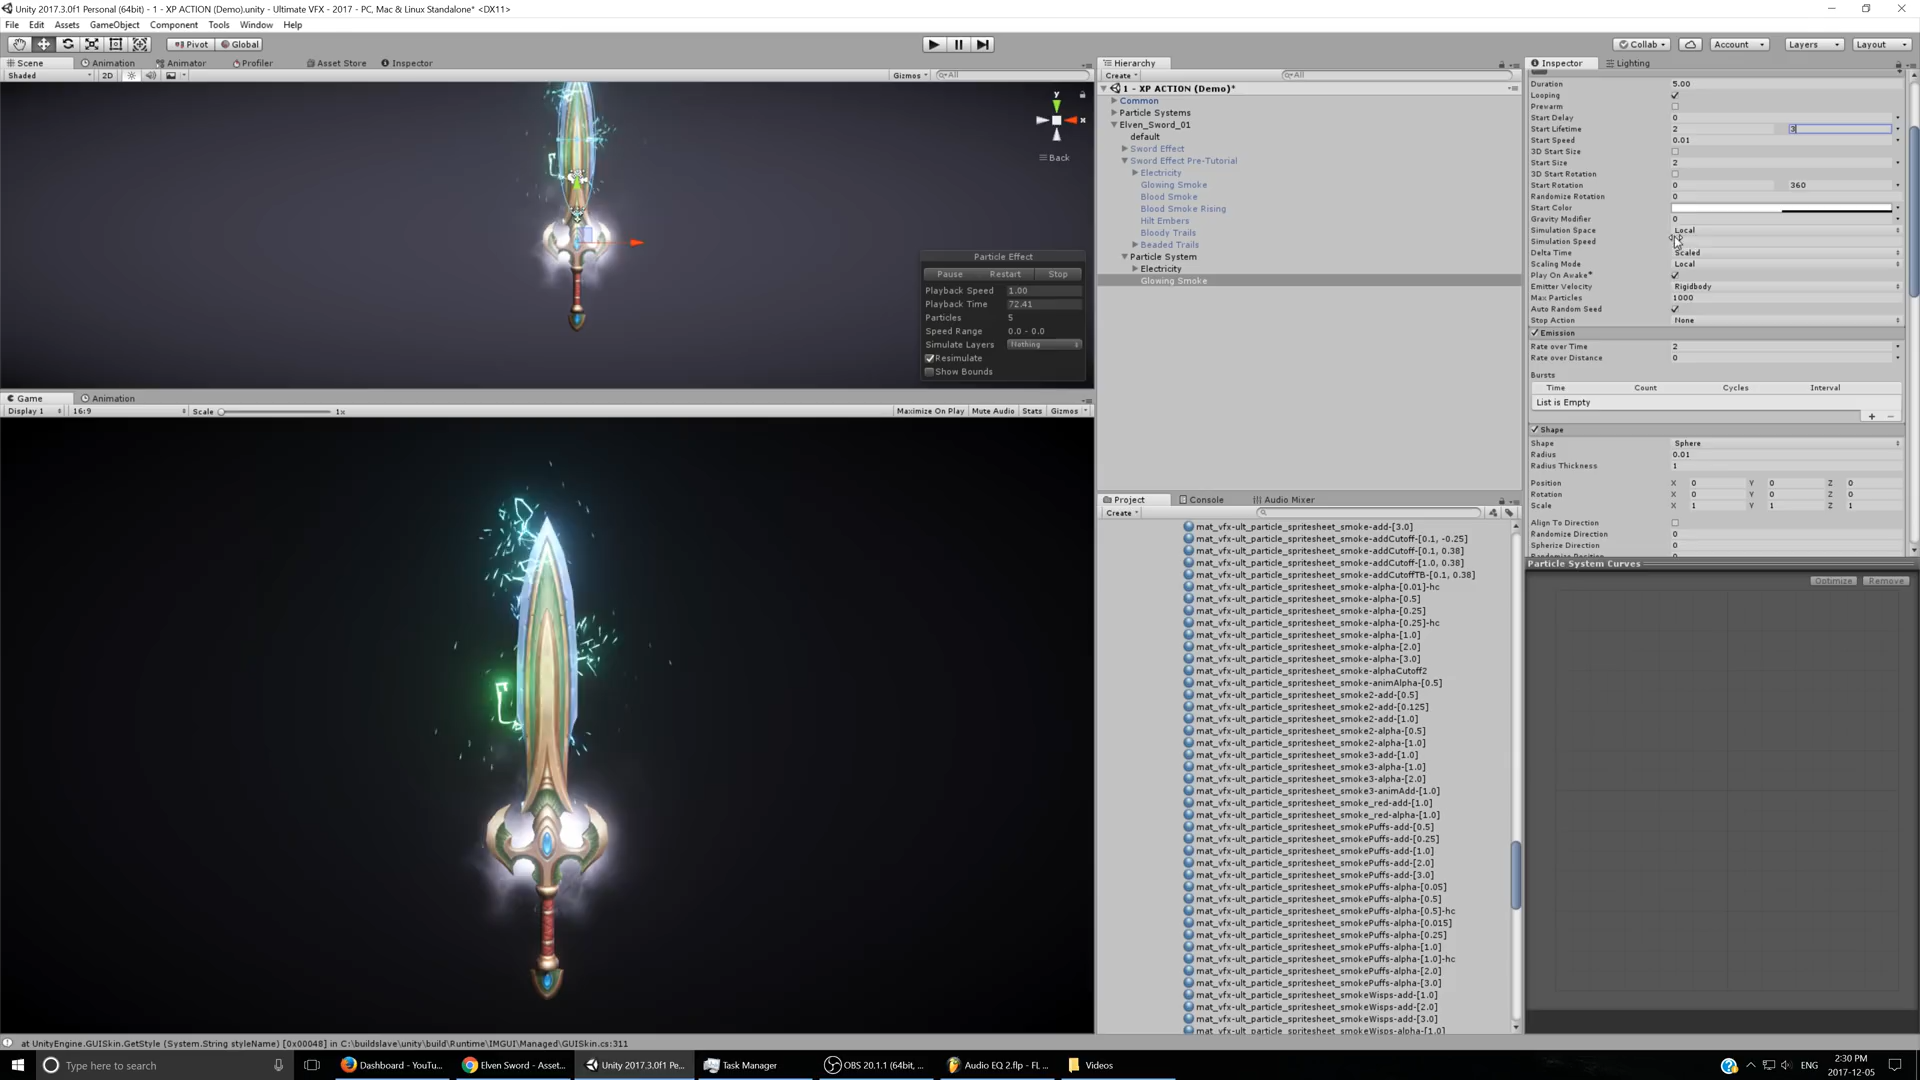 Unity 2017.3.0f1 Personal (64bit) - 1 - XP ACTION (Demo).unity - Ultimate VFX - 2017 - PC, Mac & Linux Standalone* <DX11>
File Edit Assets GameObject Component Tools Window Help
Pivot Global Collab Account Layers Layout
Scene Animation Animator Profiler Asset Store Inspector
Shaded 2D Gizmos All
y
x
Back
Particle Effect
Pause Restart Stop
Playback Speed 1.00
Playback Time 72.41
Particles 5
Speed Range 0.0 - 0.0
Simulate Layers Nothing
Resimulate
Show Bounds
Game Animation
Display 1 16:9 Scale 1x Maximize On Play Mute Audio Stats Gizmos
Hierarchy
Create All
1 - XP ACTION (Demo)*
Common
Particle Systems
Elven_Sword_01
default
Sword Effect
Sword Effect Pre-Tutorial
Electricity
Glowing Smoke
Blood Smoke
Blood Smoke Rising
Hilt Embers
Bloody Trails
Beaded Trails
Particle System
Electricity
Glowing Smoke
Project Console Audio Mixer
Create
mat_vfx-ult_particle_spritesheet_smoke-add-[3.0]
mat_vfx-ult_particle_spritesheet_smoke-addCutoff-[0.1, -0.25]
mat_vfx-ult_particle_spritesheet_smoke-addCutoff-[0.1, 0.38]
mat_vfx-ult_particle_spritesheet_smoke-addCutoff-[1.0, 0.38]
mat_vfx-ult_particle_spritesheet_smoke-addCutoffTB-[0.1, 0.38]
mat_vfx-ult_particle_spritesheet_smoke-alpha-[0.01]-hc
mat_vfx-ult_particle_spritesheet_smoke-alpha-[0.5]
mat_vfx-ult_particle_spritesheet_smoke-alpha-[0.25]
mat_vfx-ult_particle_spritesheet_smoke-alpha-[0.25]-hc
mat_vfx-ult_particle_spritesheet_smoke-alpha-[1.0]
mat_vfx-ult_particle_spritesheet_smoke-alpha-[2.0]
mat_vfx-ult_particle_spritesheet_smoke-alpha-[3.0]
mat_vfx-ult_particle_spritesheet_smoke-alphaCutoff2
mat_vfx-ult_particle_spritesheet_smoke-animAlpha-[0.5]
mat_vfx-ult_particle_spritesheet_smoke2-add-[0.5]
mat_vfx-ult_particle_spritesheet_smoke2-add-[0.125]
mat_vfx-ult_particle_spritesheet_smoke2-add-[1.0]
mat_vfx-ult_particle_spritesheet_smoke2-alpha-[0.5]
mat_vfx-ult_particle_spritesheet_smoke2-alpha-[1.0]
mat_vfx-ult_particle_spritesheet_smoke3-add-[1.0]
mat_vfx-ult_particle_spritesheet_smoke3-alpha-[1.0]
mat_vfx-ult_particle_spritesheet_smoke3-alpha-[2.0]
mat_vfx-ult_particle_spritesheet_smoke3-animAdd-[1.0]
mat_vfx-ult_particle_spritesheet_smoke_red-add-[1.0]
mat_vfx-ult_particle_spritesheet_smoke_red-alpha-[1.0]
mat_vfx-ult_particle_spritesheet_smokePuffs-add-[0.5]
mat_vfx-ult_particle_spritesheet_smokePuffs-add-[0.25]
mat_vfx-ult_particle_spritesheet_smokePuffs-add-[1.0]
mat_vfx-ult_particle_spritesheet_smokePuffs-add-[2.0]
mat_vfx-ult_particle_spritesheet_smokePuffs-add-[3.0]
mat_vfx-ult_particle_spritesheet_smokePuffs-alpha-[0.05]
mat_vfx-ult_particle_spritesheet_smokePuffs-alpha-[0.5]
mat_vfx-ult_particle_spritesheet_smokePuffs-alpha-[0.5]-hc
mat_vfx-ult_particle_spritesheet_smokePuffs-alpha-[0.015]
mat_vfx-ult_particle_spritesheet_smokePuffs-alpha-[0.25]
mat_vfx-ult_particle_spritesheet_smokePuffs-alpha-[1.0]
mat_vfx-ult_particle_spritesheet_smokePuffs-alpha-[1.0]-hc
mat_vfx-ult_particle_spritesheet_smokePuffs-alpha-[2.0]
mat_vfx-ult_particle_spritesheet_smokePuffs-alpha-[3.0]
mat_vfx-ult_particle_spritesheet_smokeWisps-add-[1.0]
mat_vfx-ult_particle_spritesheet_smokeWisps-add-[2.0]
mat_vfx-ult_particle_spritesheet_smokeWisps-add-[3.0]
mat_vfx-ult_particle_spritesheet_smokeWisps-alpha-[1.0]
Inspector Lighting
Duration 5.00
Looping
Prewarm
Start Delay 0
Start Lifetime 2 3
Start Speed 0.01
3D Start Size
Start Size 2
3D Start Rotation
Start Rotation 0 360
Randomize Rotation 0
Start Color
Gravity Modifier 0
Simulation Space Local
Simulation Speed
Delta Time Scaled
Scaling Mode Local
Play On Awake*
Emitter Velocity Rigidbody
Max Particles 1000
Auto Random Seed
Stop Action None
Emission
Rate over Time 2
Rate over Distance 0
Bursts
Time Count Cycles Interval
List is Empty
Shape
Shape Sphere
Radius 0.01
Radius Thickness 1
Position X 0 Y 0 Z 0
Rotation X 0 Y 0 Z 0
Scale X 1 Y 1 Z 1
Align To Direction
Randomize Direction 0
Spherize Direction 0
Particle System Curves
Optimize Remove
at UnityEngine.GUISkin.GetStyle (System.String styleName) [0x00048] in C:\buildslave\unity\build\Runtime\IMGUI\Managed\GUISkin.cs:311
Type here to search
Dashboard - YouTu... Elven Sword - Asset... Unity 2017.3.0f1 Pe... Task Manager OBS 20.1.1 (64bit,... Audio EQ 2.flp - FL ... Videos
ENG
2:30 PM
2017-12-05